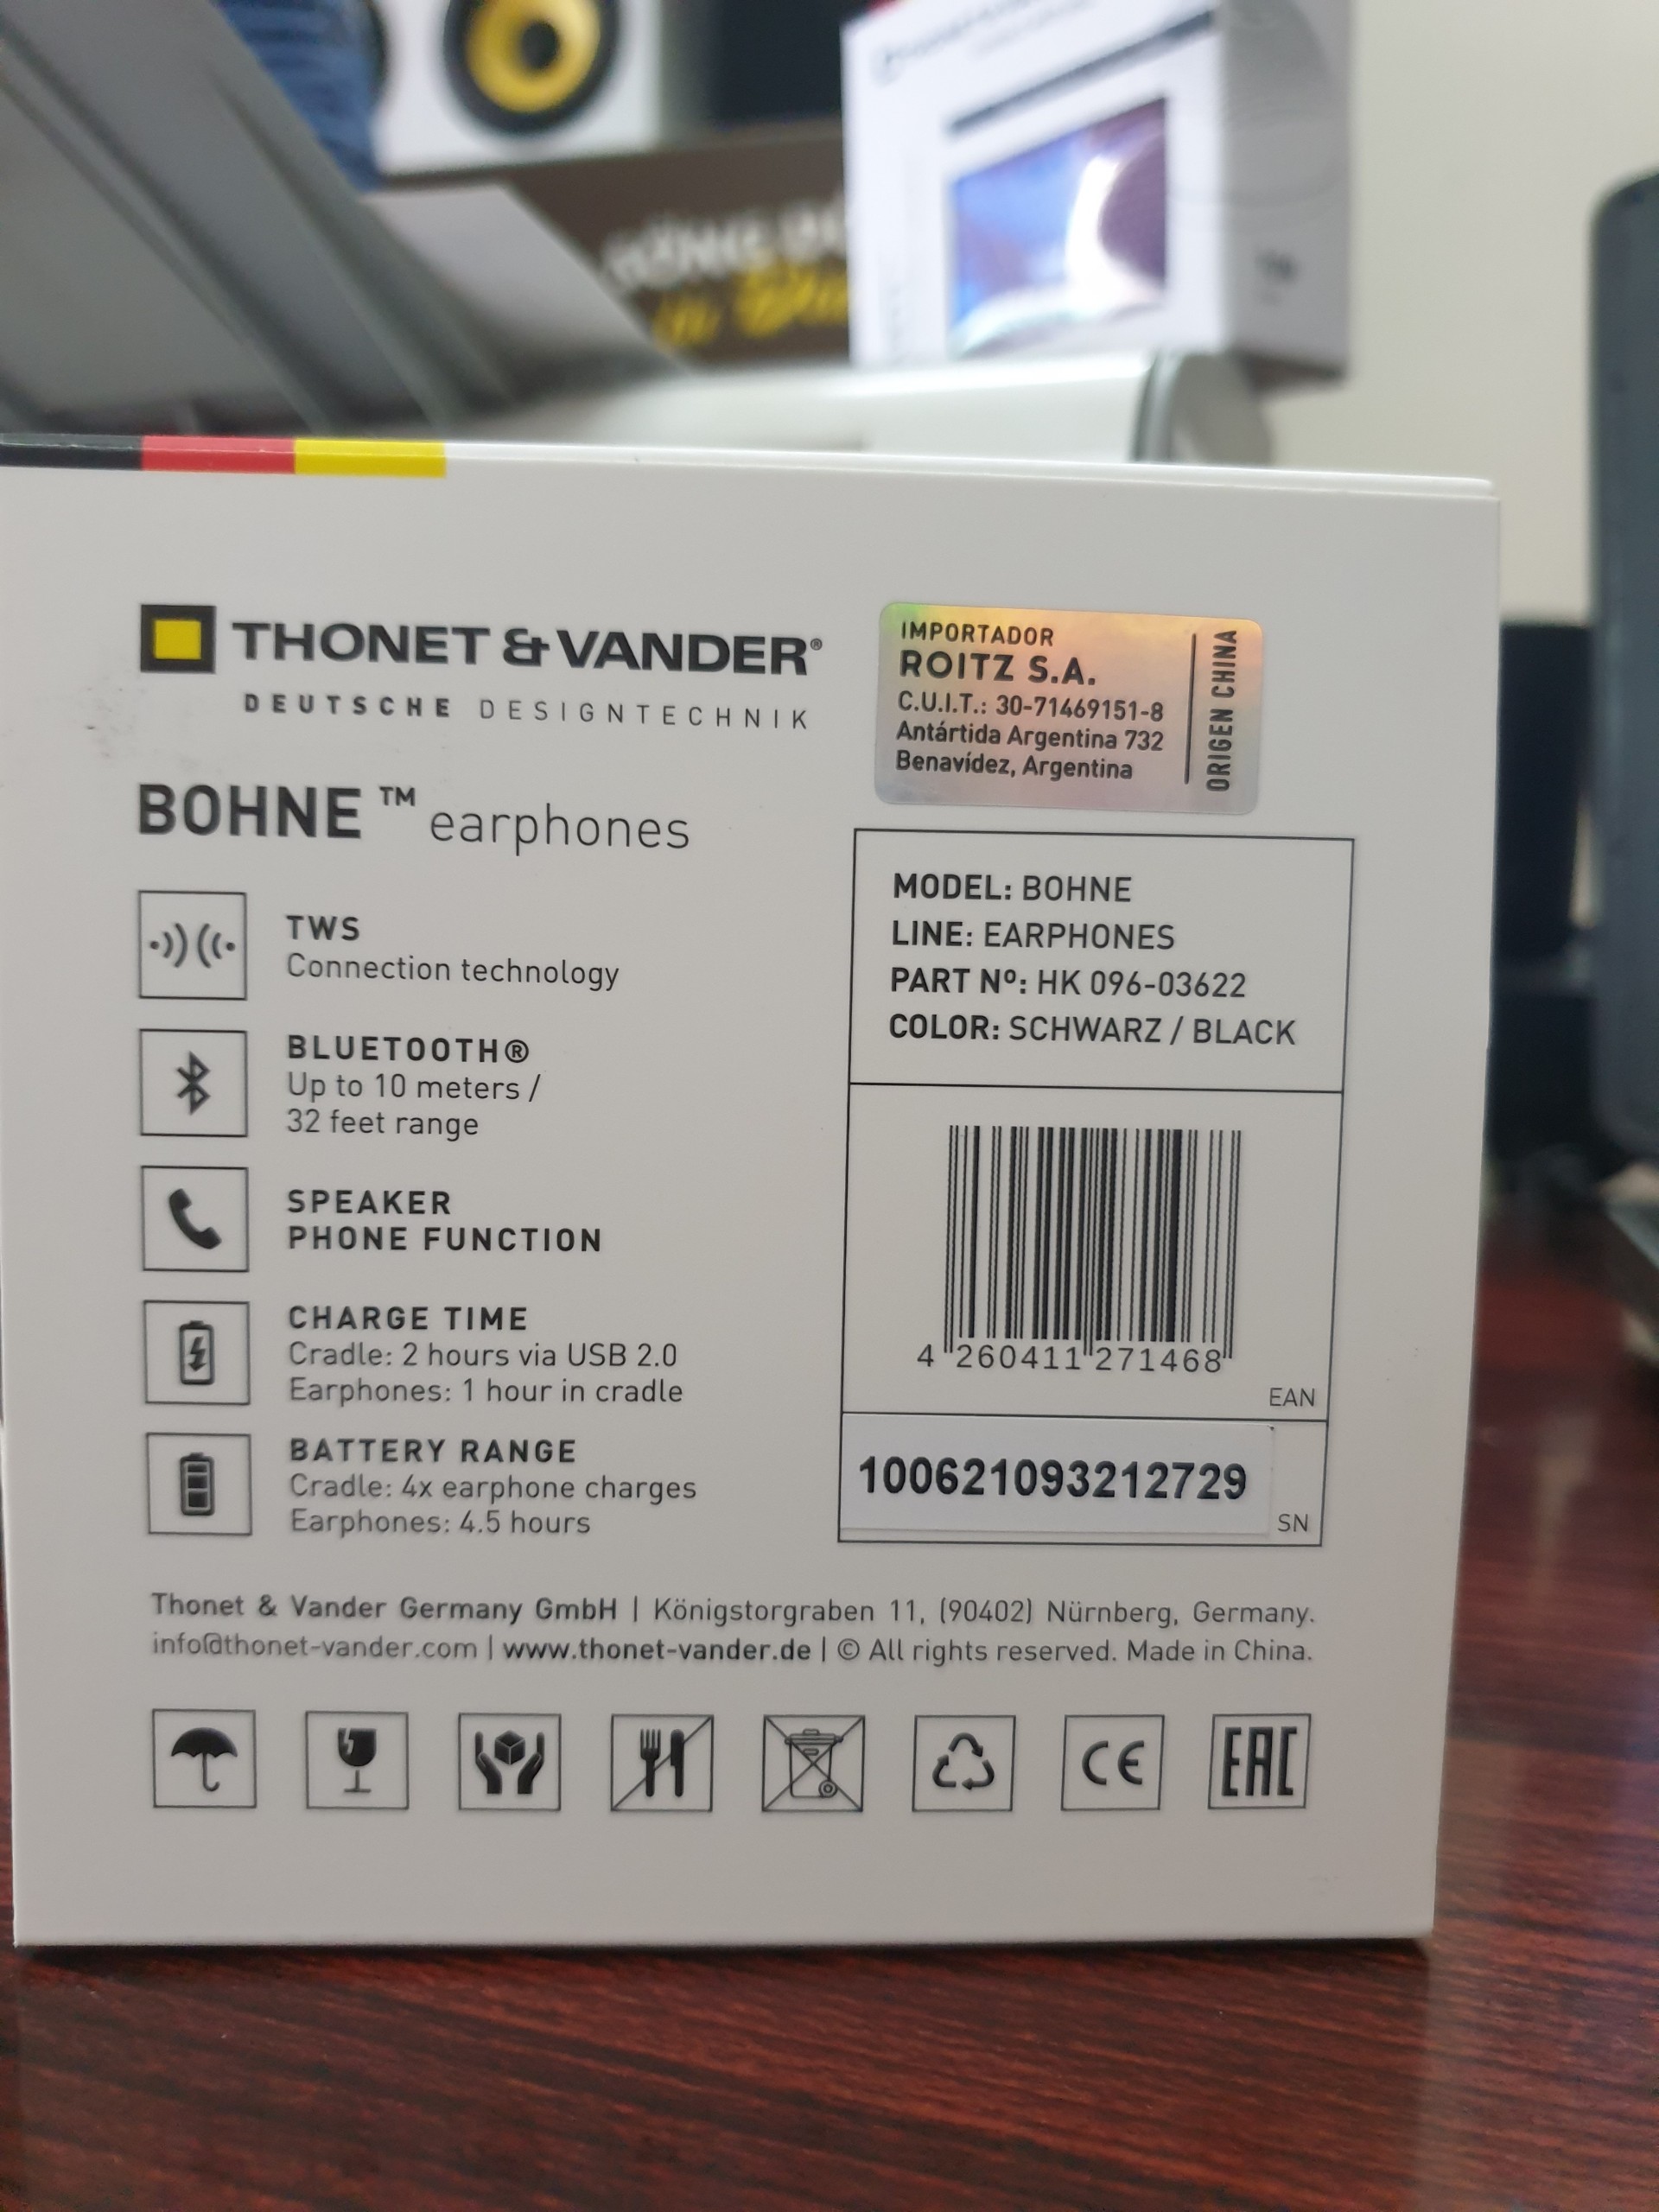 THONET & VANDER®
DEUTSCHE DESIGNTECHNIK
IMPORTADOR
ROITZ S.A.
C.U.I.T.: 30-71469151-8
Antártida Argentina 732
Benavídez, Argentina
ORIGEN CHINA
BOHNE™ earphones
TWS
Connection technology
BLUETOOTH®
Up to 10 meters /
32 feet range
SPEAKER
PHONE FUNCTION
CHARGE TIME
Cradle: 2 hours via USB 2.0
Earphones: 1 hour in cradle
BATTERY RANGE
Cradle: 4x earphone charges
Earphones: 4.5 hours
MODEL: BOHNE
LINE: EARPHONES
PART Nº: HK 096-03622
COLOR: SCHWARZ / BLACK
4 260411 271468
EAN
100621093212729
SN
Thonet & Vander Germany GmbH | Königstorgraben 11, (90402) Nürnberg, Germany.
info@thonet-vander.com | www.thonet-vander.de | © All rights reserved. Made in China.
CE
EAC